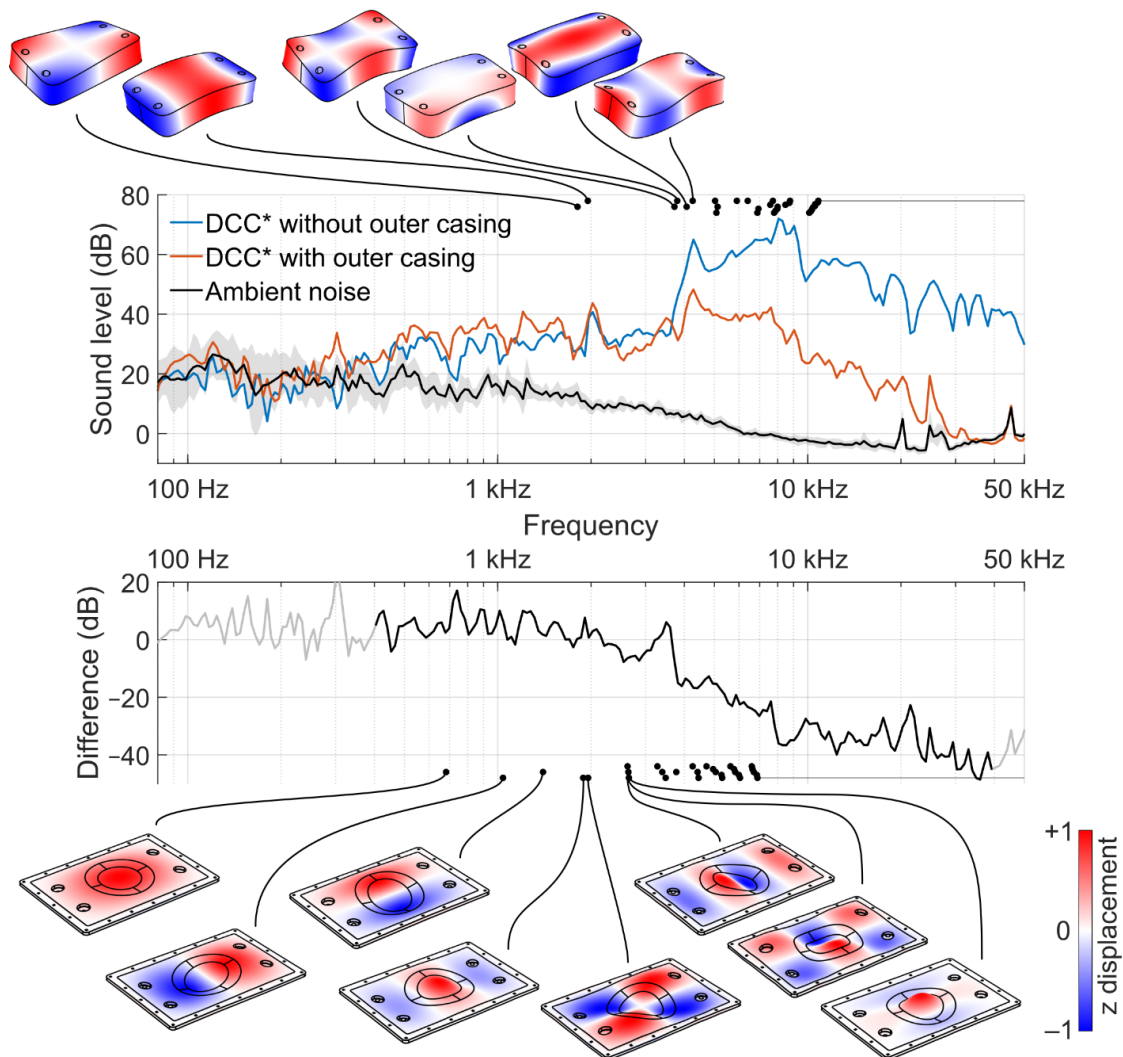 80
60
40
20
0
Sound level (dB)
DCC* without outer casing
DCC* with outer casing
Ambient noise
100 Hz 1 kHz 10 kHz 50 kHz
Frequency
100 Hz 1 kHz 10 kHz 50 kHz
20
0
−20
−40
Difference (dB)
+1
0
−1
z displacement